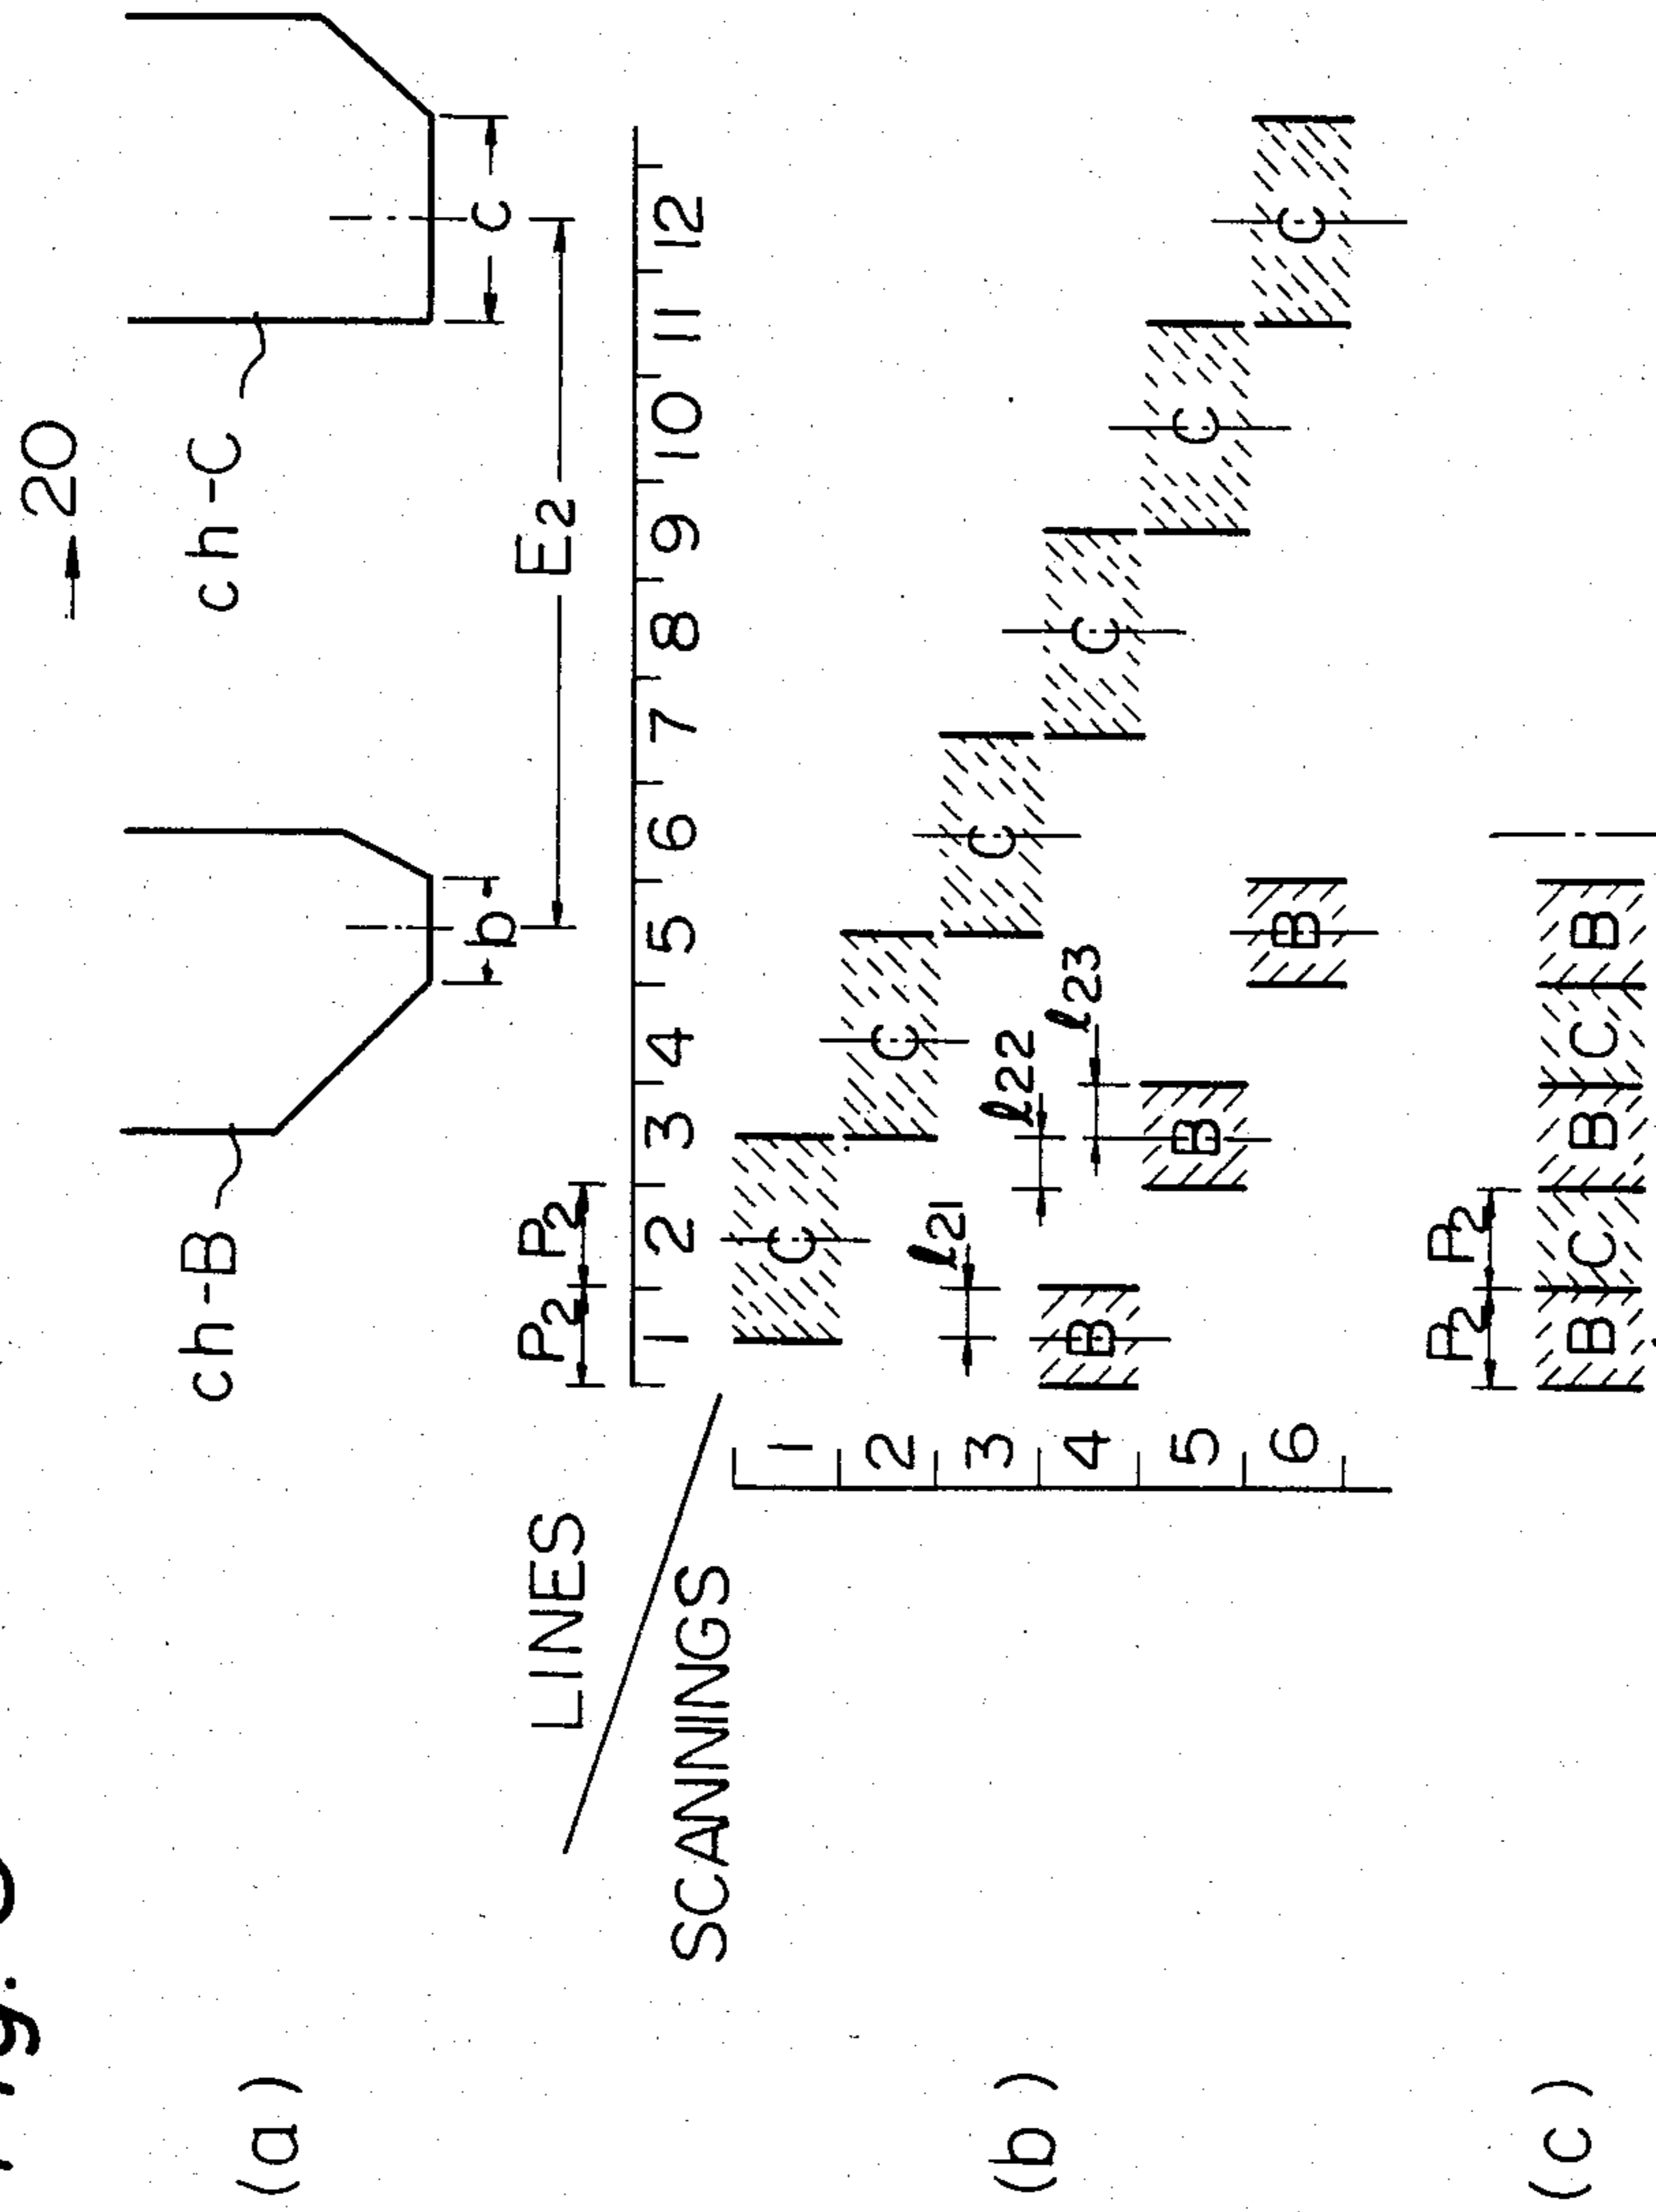 (a)
→ 20
ch-B
ch-C
b
c
E2
P2 P2
LINES
SCANNINGS
1 2 3 4 5 6 7 8 9 10 11 12
(b)
1 C
2 C
3 ℓ21 C
4 B ℓ22 ℓ23 C
5 B C
6 B C
P2 P2
(c)
B C B C B